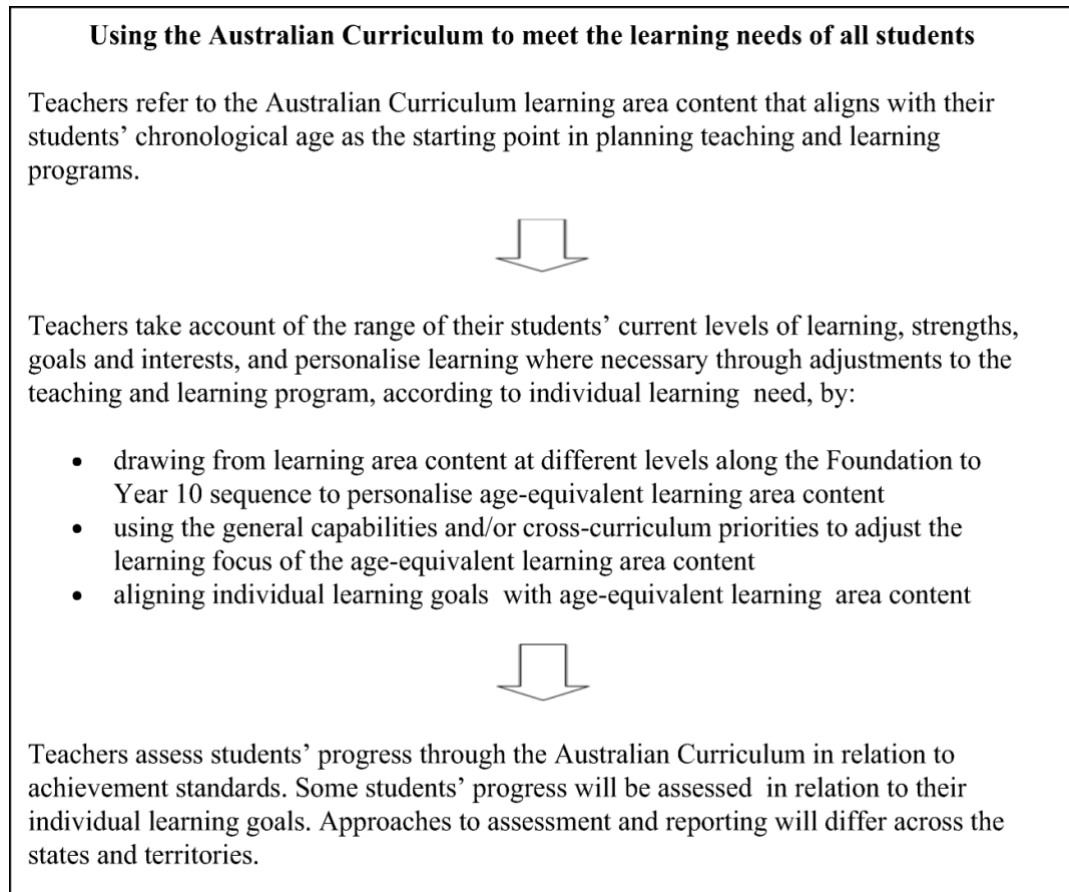 Using the Australian Curriculum to meet the learning needs of all students
Teachers refer to the Australian Curriculum learning area content that aligns with their
students’ chronological age as the starting point in planning teaching and learning
programs.
Teachers take account of the range of their students’ current levels of learning, strengths,
goals and interests, and personalise learning where necessary through adjustments to the
teaching and learning program, according to individual learning need, by:
• drawing from learning area content at different levels along the Foundation to
Year 10 sequence to personalise age-equivalent learning area content
• using the general capabilities and/or cross-curriculum priorities to adjust the
learning focus of the age-equivalent learning area content
• aligning individual learning goals with age-equivalent learning area content
Teachers assess students’ progress through the Australian Curriculum in relation to
achievement standards. Some students’ progress will be assessed in relation to their
individual learning goals. Approaches to assessment and reporting will differ across the
states and territories.